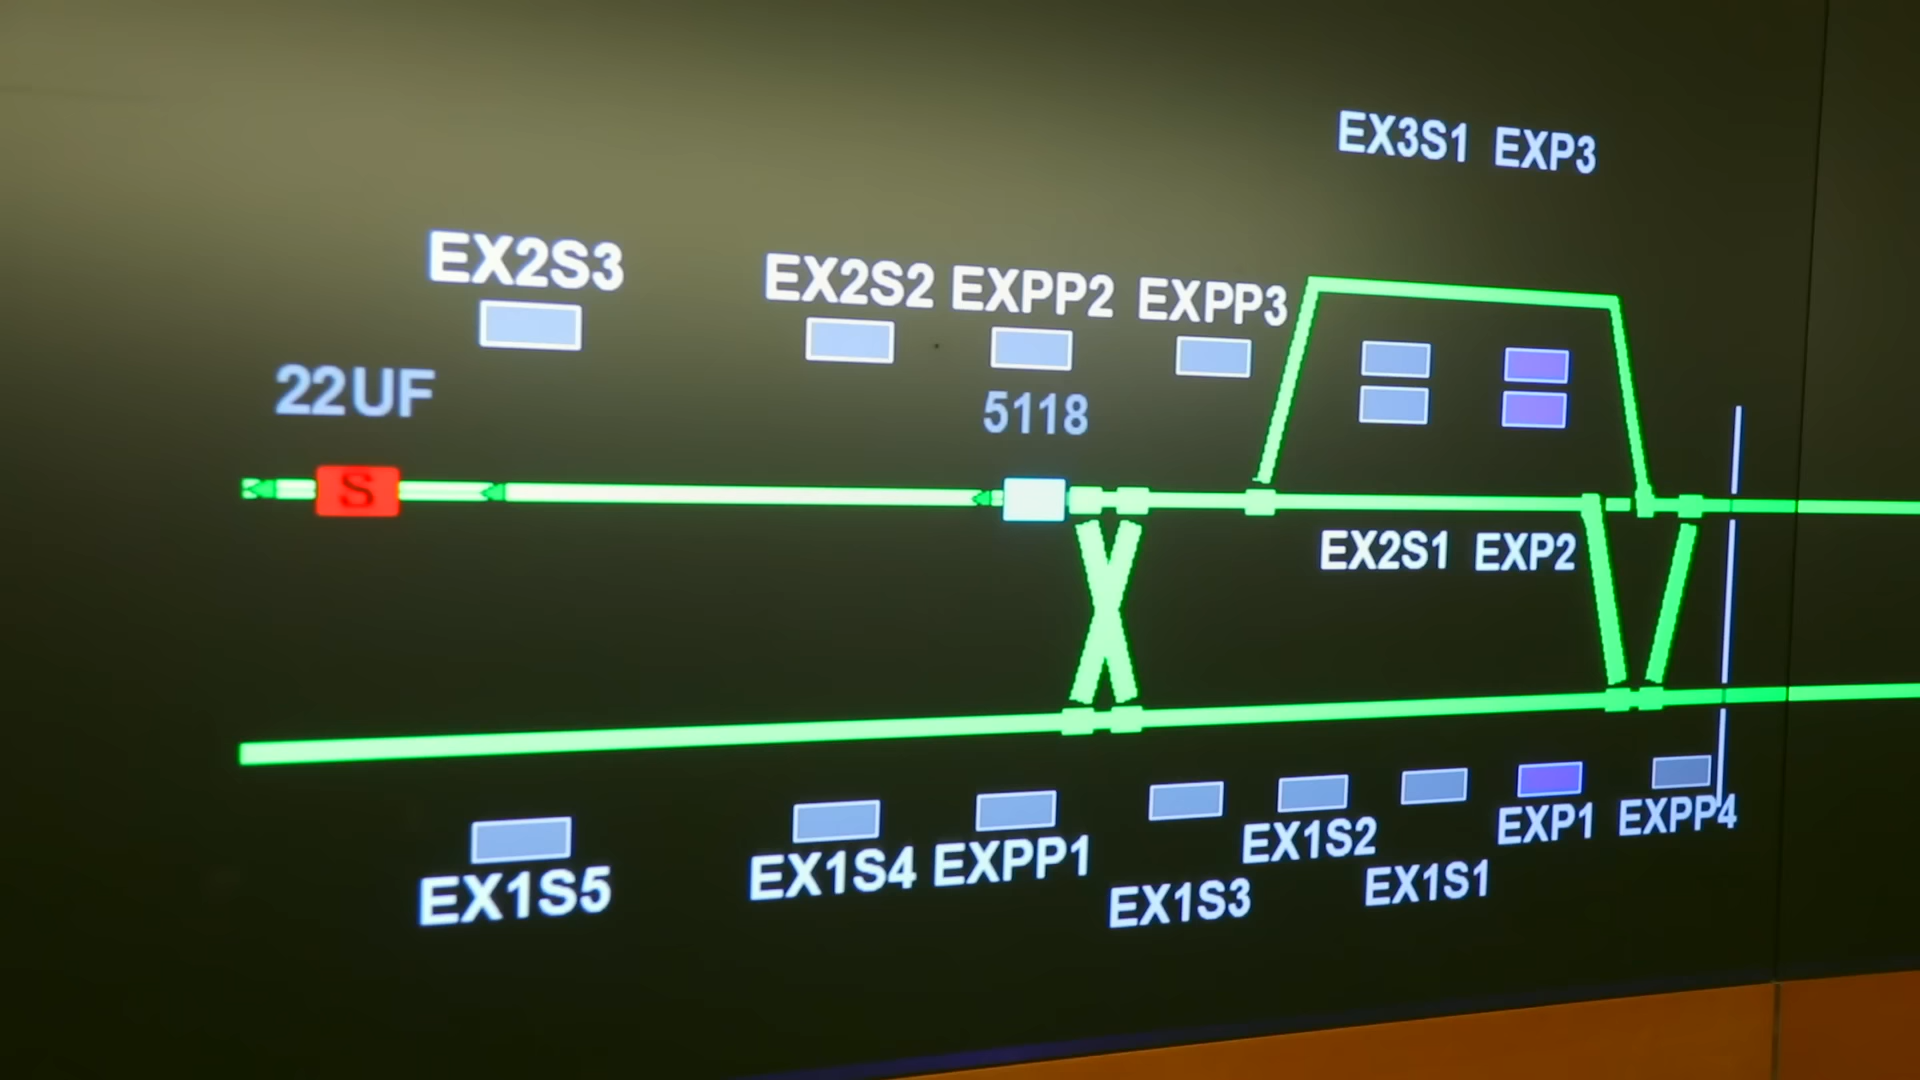 EX3S1 EXP3
EX2S3
EX2S2 EXPP2 EXPP3
22UF
5118
S
EX2S1 EXP2
EX1S5
EX1S4 EXPP1
EX1S3
EX1S2
EX1S1
EXP1 EXPP4